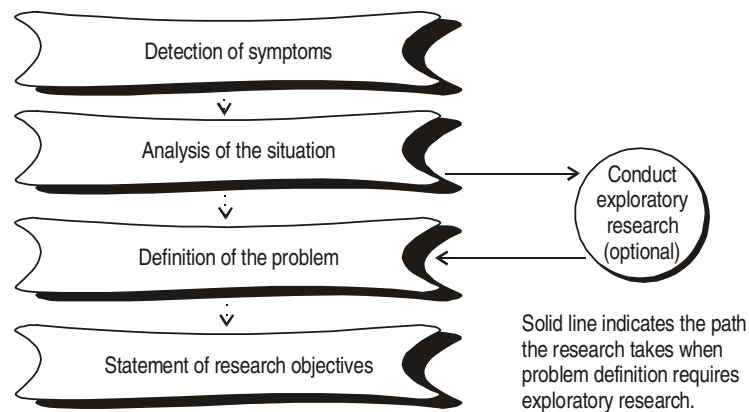 Detection of symptoms
Analysis of the situation
Conduct
exploratory
research
(optional)
Definition of the problem
Statement of research objectives
Solid line indicates the path
the research takes when
problem definition requires
exploratory research.